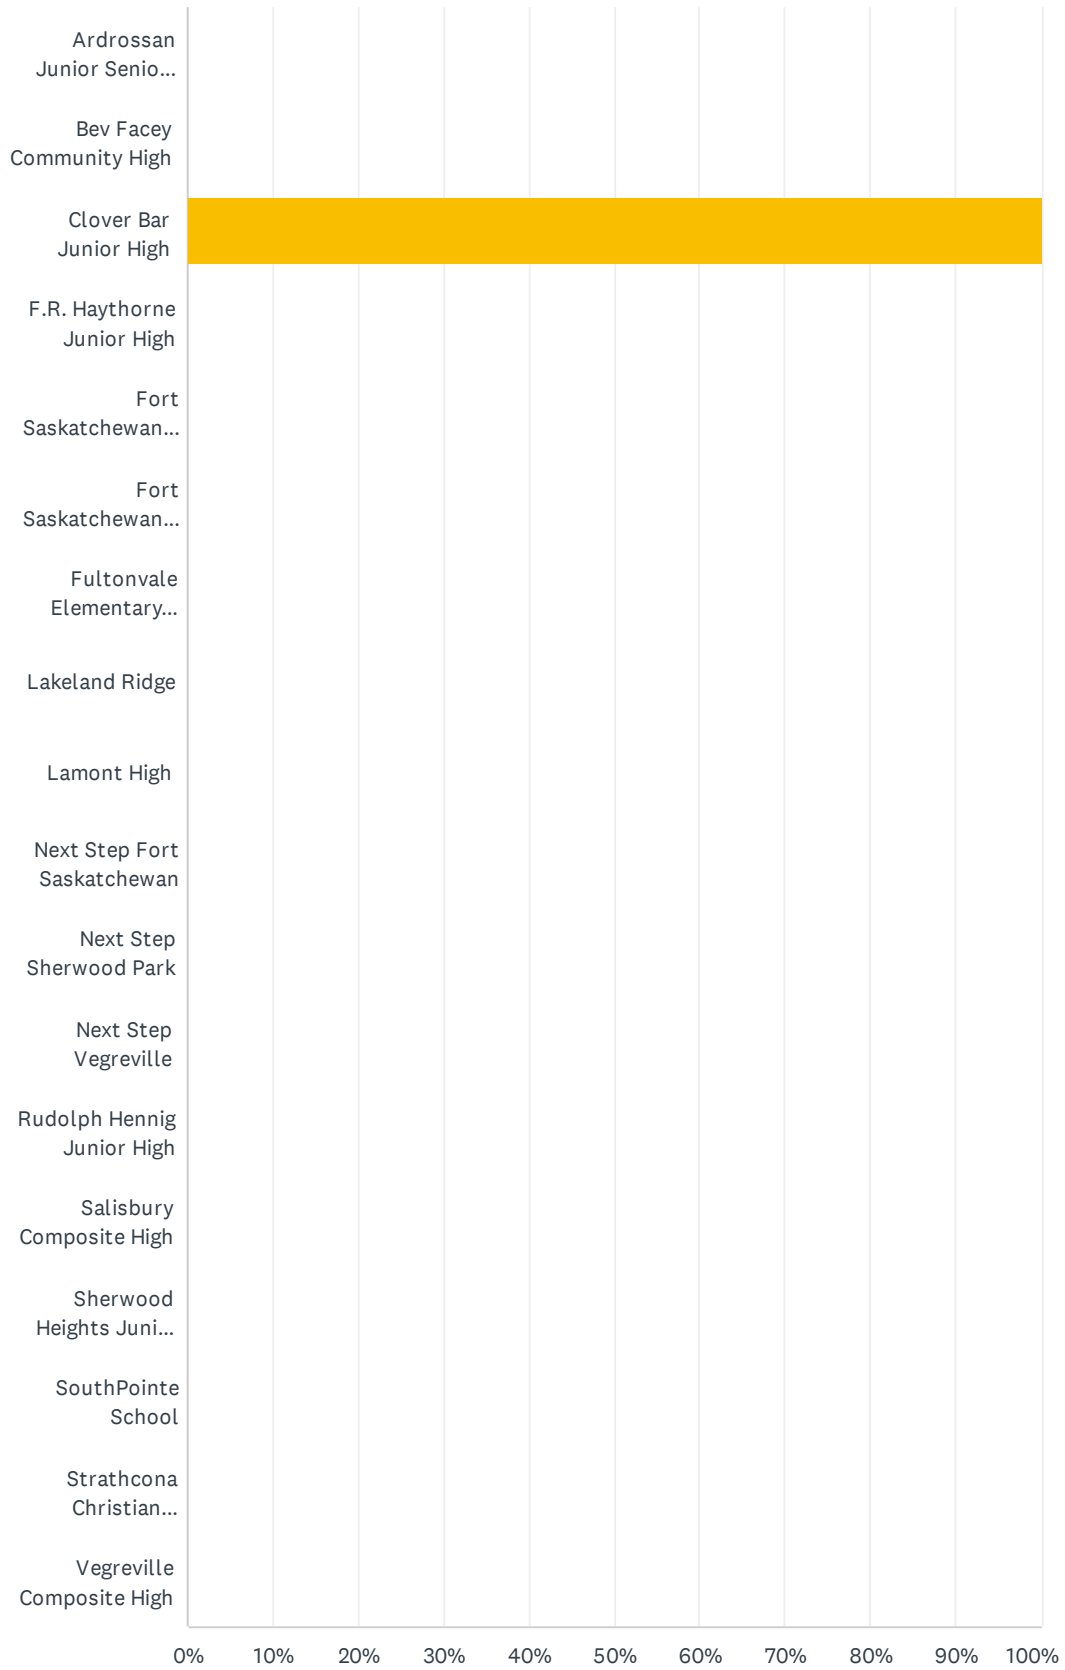 Ardrossan
Junior Senio...
Bev Facey
Community High
Clover Bar
Junior High
F.R. Haythorne
Junior High
Fort
Saskatchewan...
Fort
Saskatchewan...
Fultonvale
Elementary...
Lakeland Ridge
Lamont High
Next Step Fort
Saskatchewan
Next Step
Sherwood Park
Next Step
Vegreville
Rudolph Hennig
Junior High
Salisbury
Composite High
Sherwood
Heights Juni...
SouthPointe
School
Strathcona
Christian...
Vegreville
Composite High
0% 10% 20% 30% 40% 50% 60% 70% 80% 90% 100%